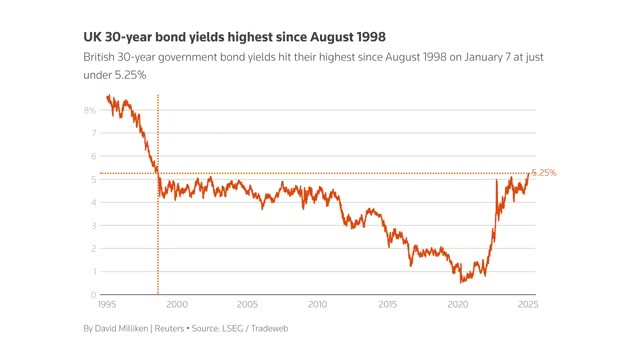 UK 30-year bond yields highest since August 1998
British 30-year government bond yields hit their highest since August 1998 on January 7 at just
under 5.25%
8%
7
6
5.25%
5
4
3
2
1
0
1995 2000 2005 2010 2015 2020 2025
By David Milliken | Reuters • Source: LSEG / Tradeweb